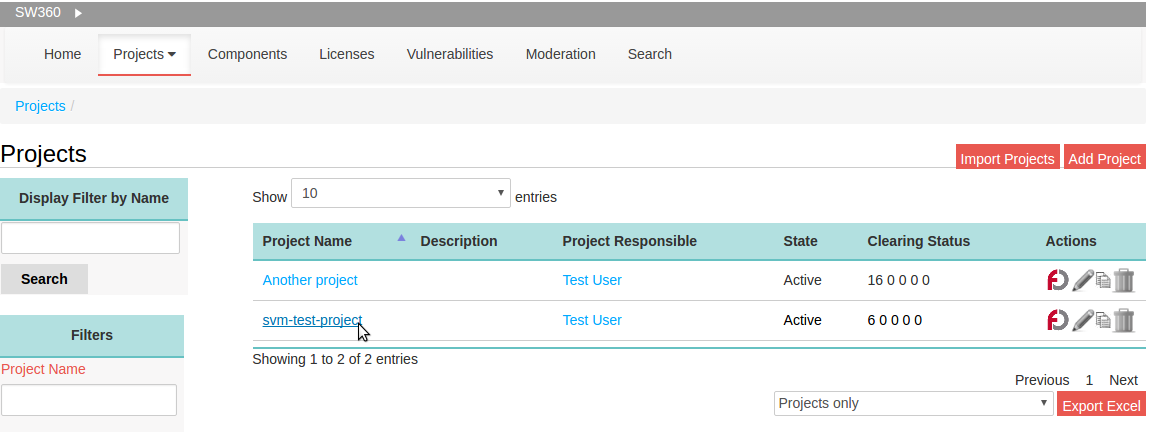 SW360
Home Projects Components Licenses Vulnerabilities Moderation Search
Projects /
Projects
Import Projects Add Project
Display Filter by Name
Search
Filters
Project Name
Show 10 entries
Project Name Description Project Responsible State Clearing Status Actions
Another project Test User Active 16 0 0 0 0
svm-test-project Test User Active 6 0 0 0 0
Showing 1 to 2 of 2 entries
Previous 1 Next
Projects only Export Excel